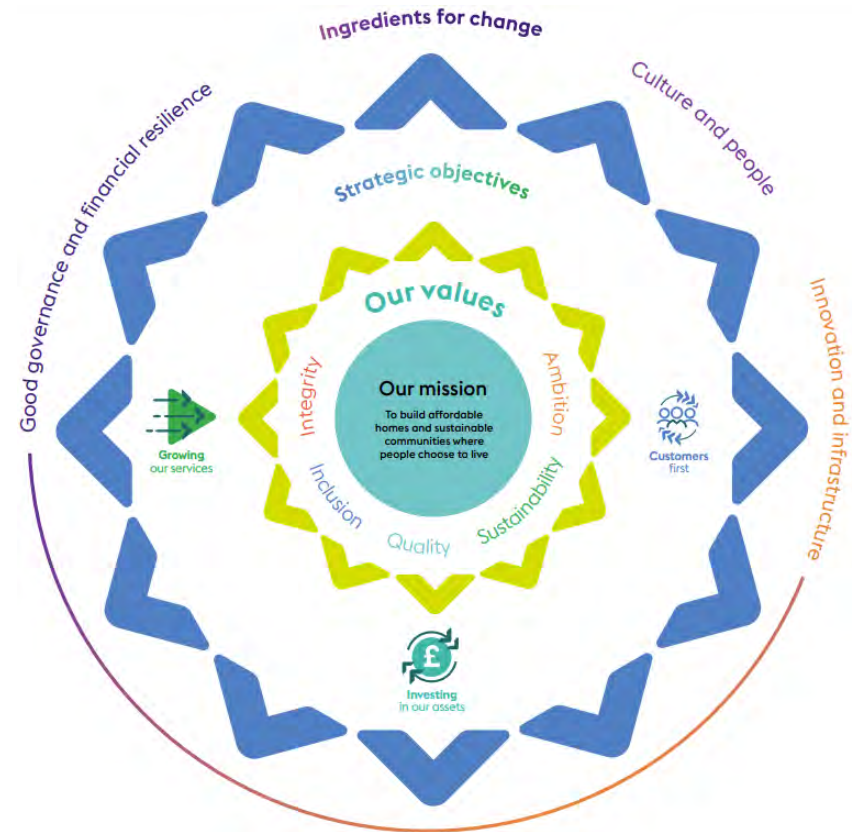 Ingredients for change
Good governance and financial resilience
Culture and people
Innovation and infrastructure
Strategic objectives
Our values
Integrity
Inclusion
Quality
Sustainability
Ambition
Our mission
To build affordable
homes and sustainable
communities where
people choose to live
Growing
our services
Customers
first
£
Investing
in our assets